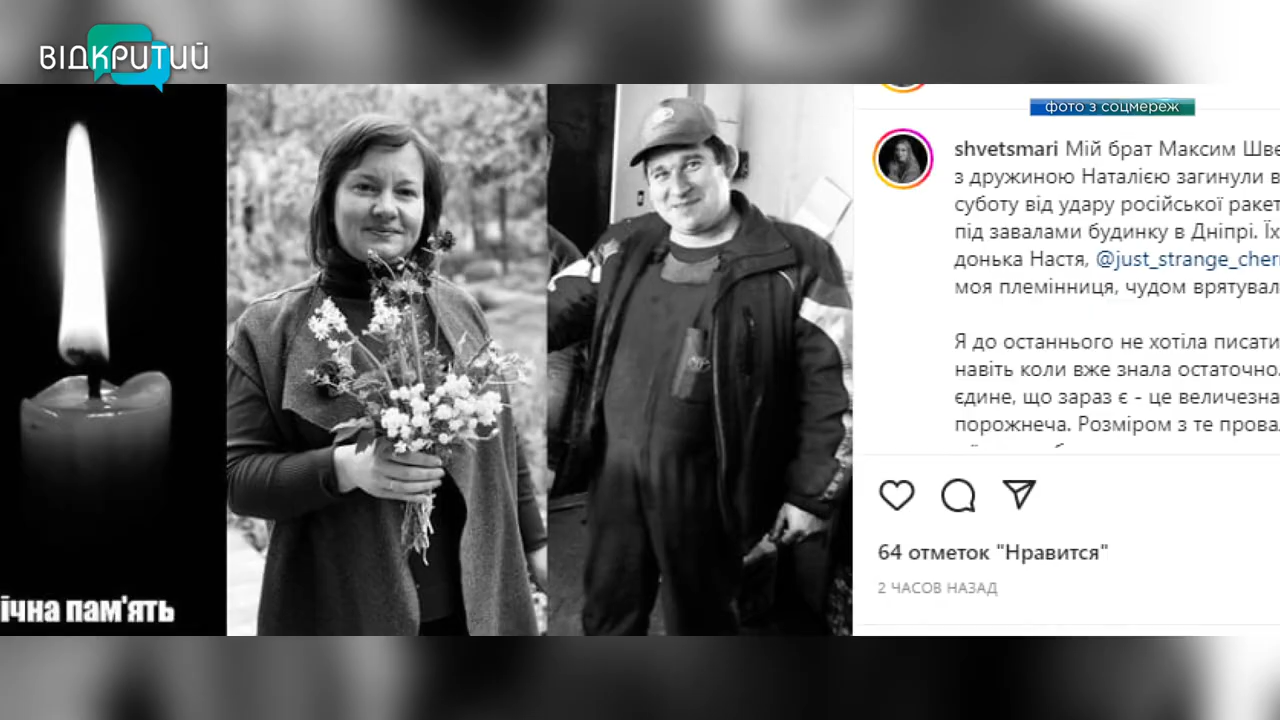 ВІДКРИТИЙ
фото з соцмереж
shvetsmari Мій брат Максим Шве
з дружиною Наталією загинули в
суботу від удару російської ракет
під завалами будинку в Дніпрі. Їх
донька Настя, @just_strange_cher
моя племінниця, чудом врятувал
Я до останнього не хотіла писати
навіть коли вже знала остаточно.
єдине, що зараз є - це величезна
порожнеча. Розміром з те прова
64 отметок "Нравится"
2 ЧАСОВ НАЗАД
ічна пам'ять